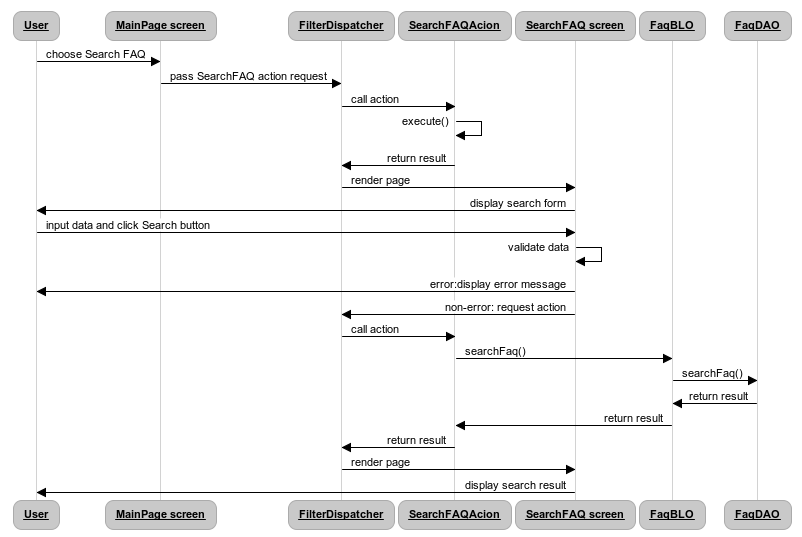 User MainPage screen FilterDispatcher SearchFAQAcion SearchFAQ screen FaqBLO FaqDAO
choose Search FAQ
pass SearchFAQ action request
call action
execute()
return result
render page
display search form
input data and click Search button
validate data
error:display error message
non-error: request action
call action
searchFaq()
searchFaq()
return result
return result
return result
render page
display search result
User MainPage screen FilterDispatcher SearchFAQAcion SearchFAQ screen FaqBLO FaqDAO